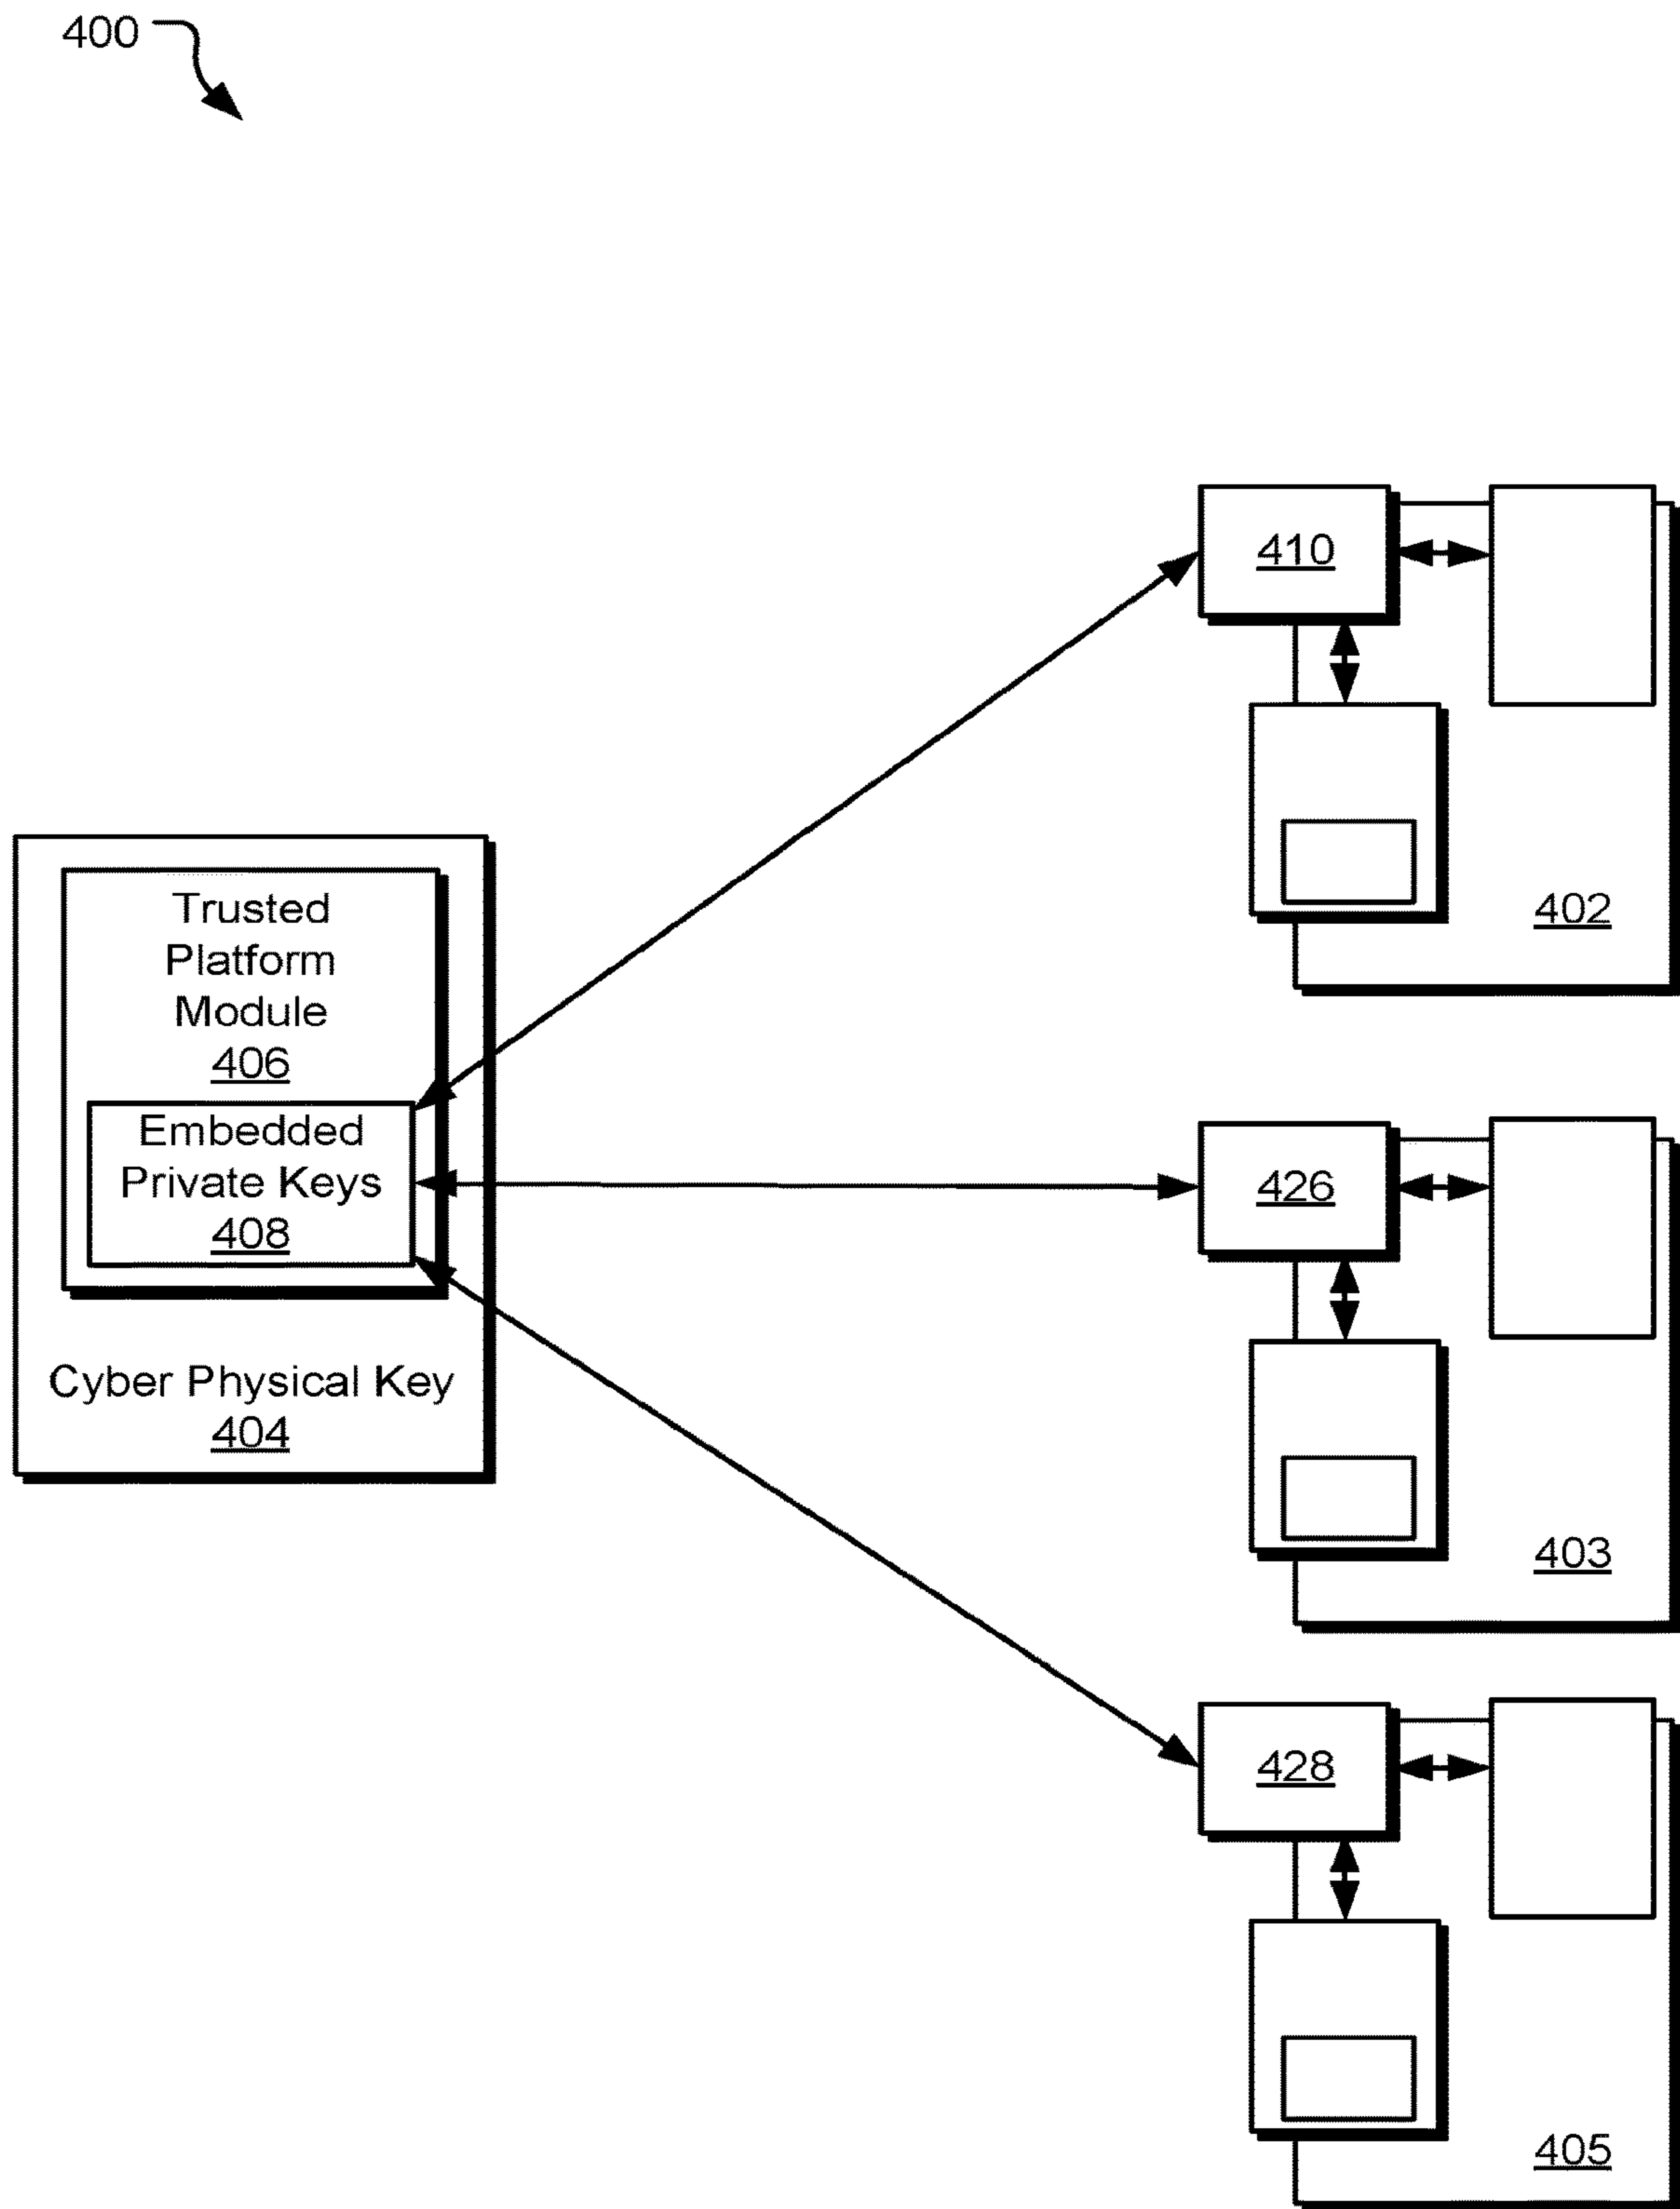 400
410
402
Trusted
Platform
Module
406
Embedded
Private Keys
408
Cyber Physical Key
404
426
403
428
405